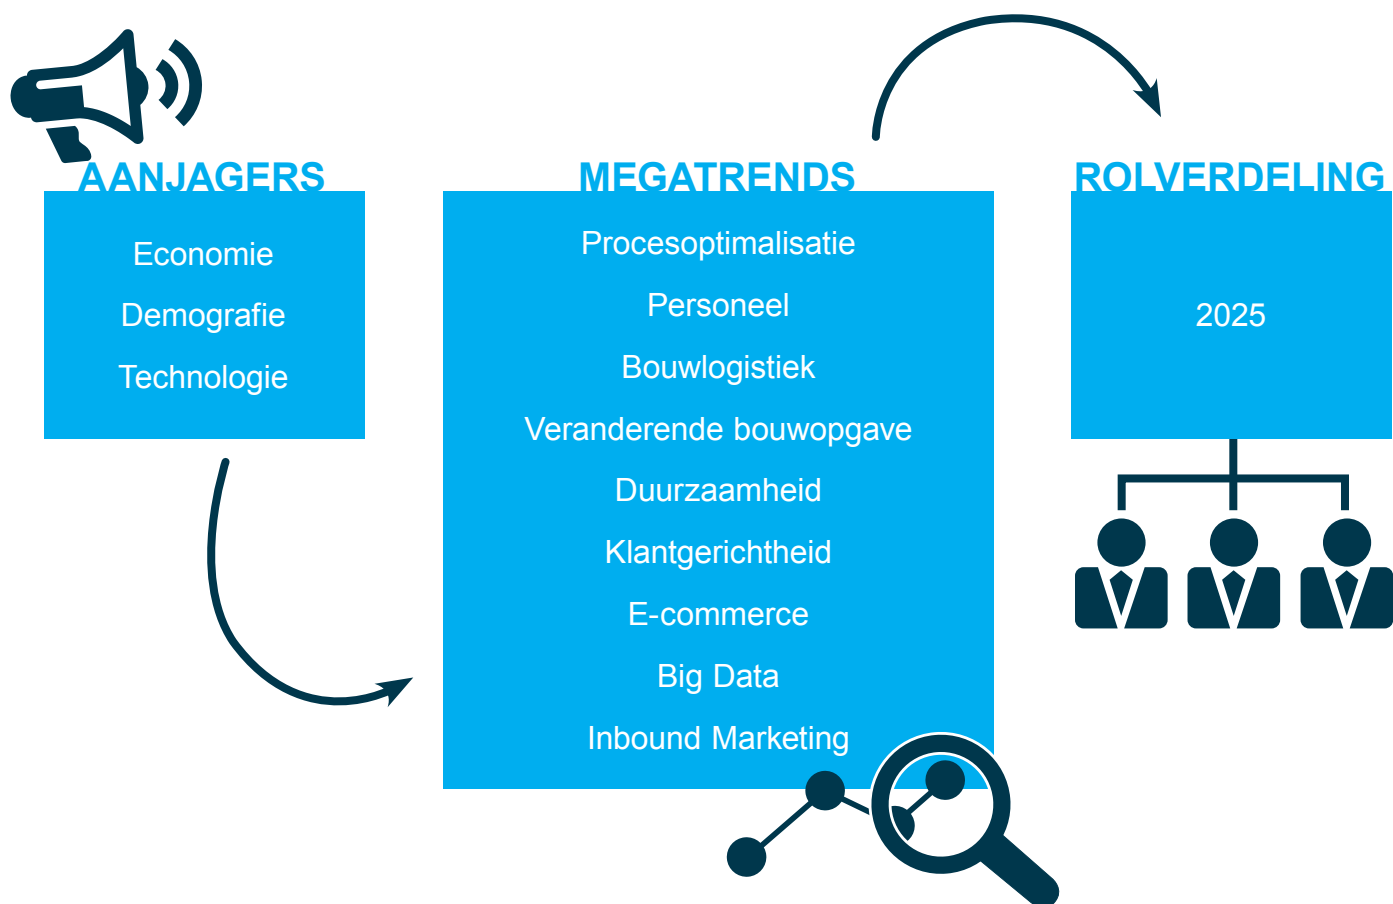 AANJAGERS
Economie
Demografie
Technologie
MEGATRENDS
Procesoptimalisatie
Personeel
Bouwlogistiek
Veranderende bouwopgave
Duurzaamheid
Klantgerichtheid
E-commerce
Big Data
Inbound Marketing
ROLVERDELING
2025